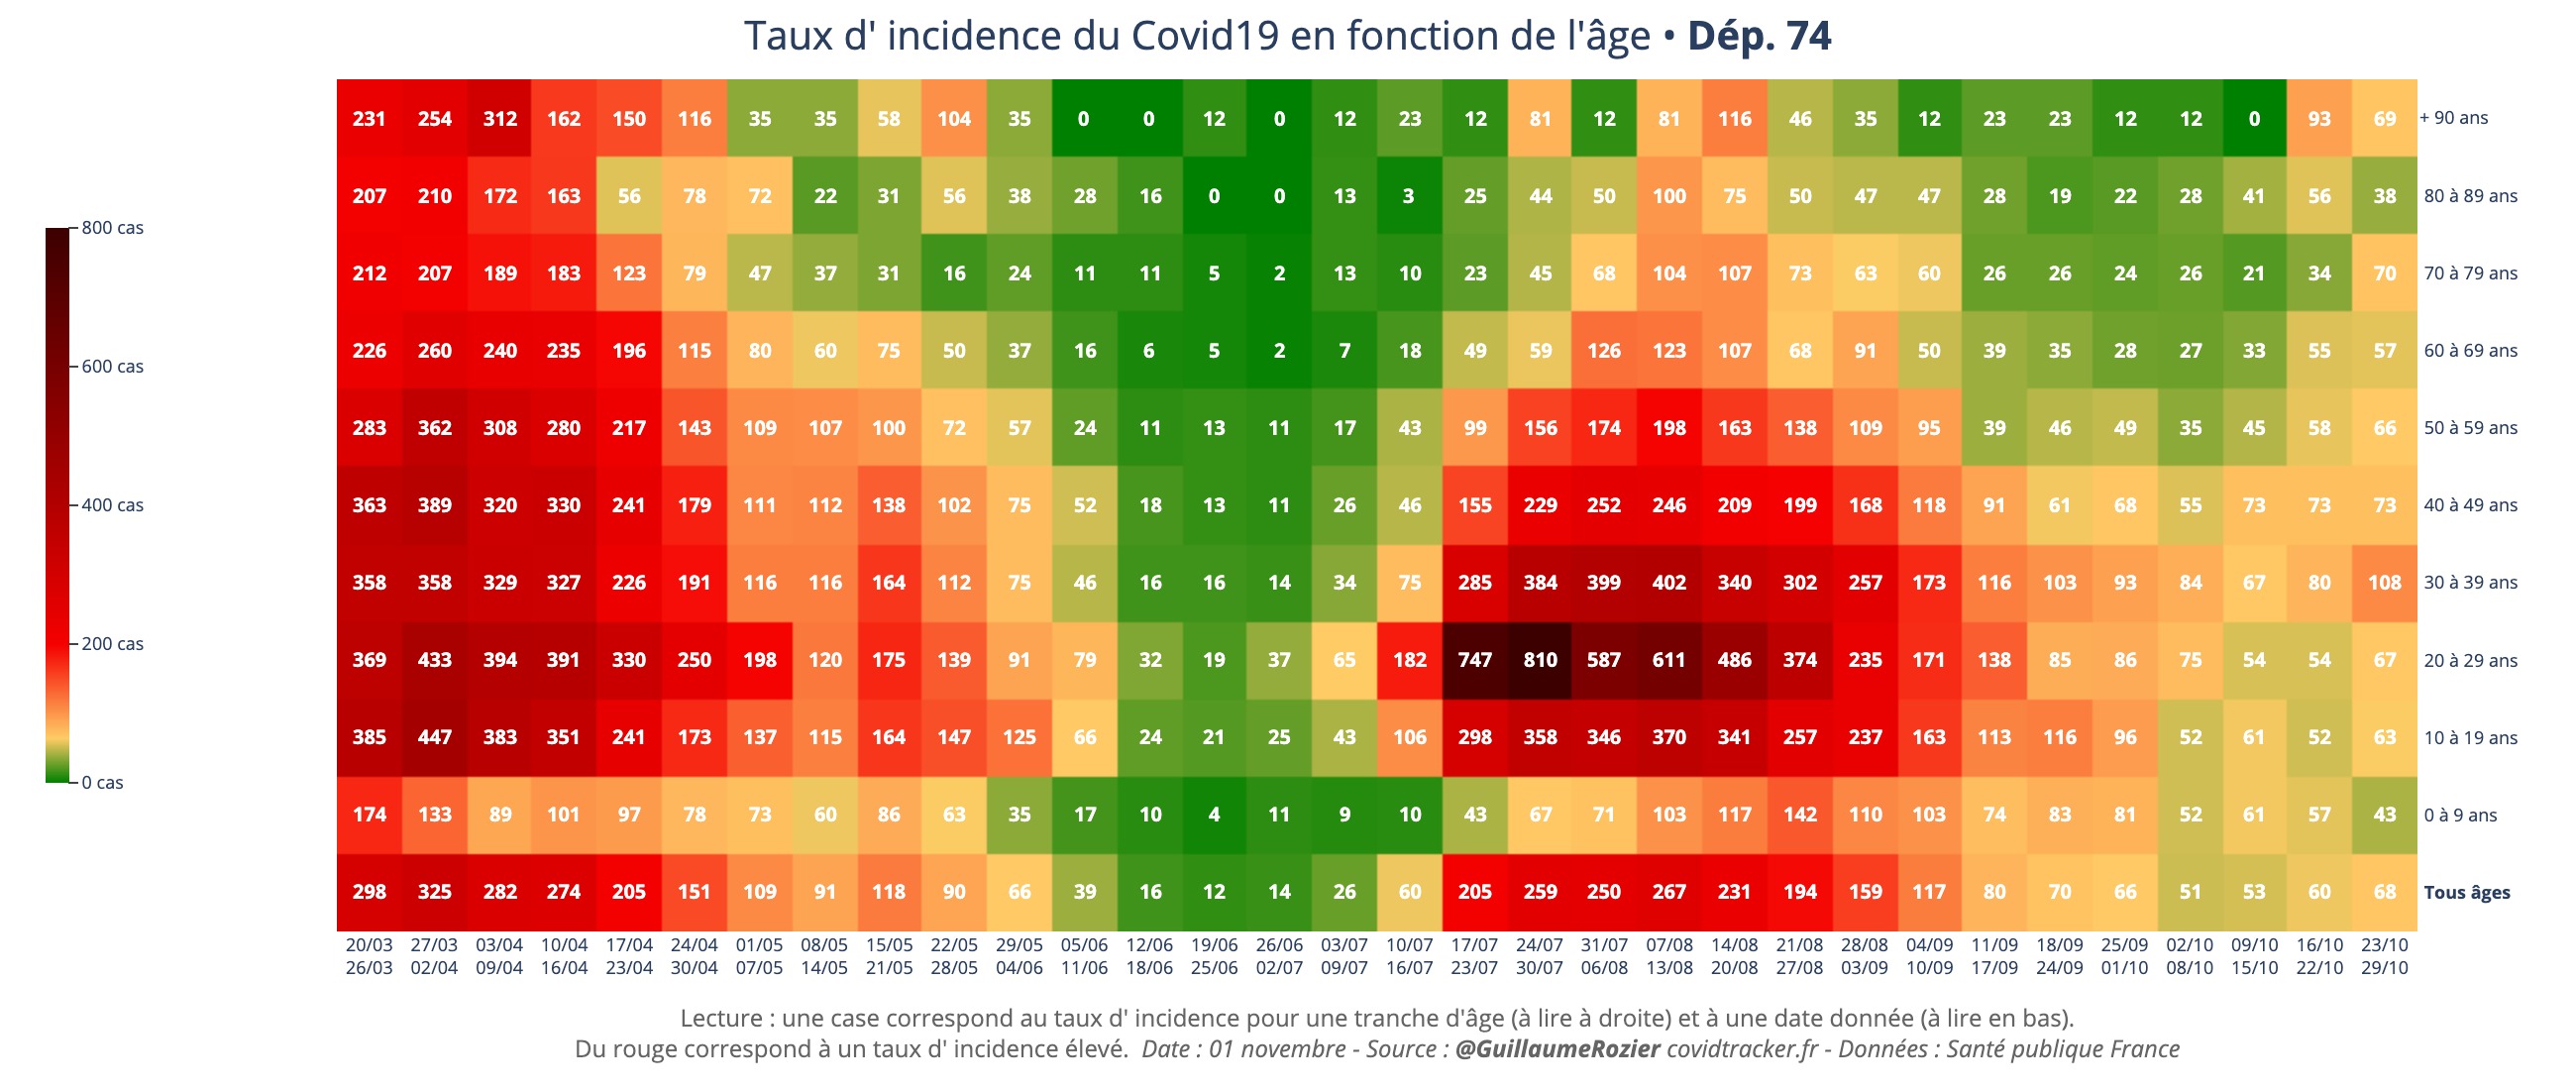 Taux d' incidence du Covid19 en fonction de l'âge • Dép. 74
800 cas
600 cas
400 cas
200 cas
0 cas
231 254 312 162 150 116 35 35 58 104 35 0 0 12 0 12 23 12 81 12 81 116 46 35 12 23 23 12 12 0 93 69 + 90 ans
207 210 172 163 56 78 72 22 31 56 38 28 16 0 0 13 3 25 44 50 100 75 50 47 47 28 19 22 28 41 56 38 80 à 89 ans
212 207 189 183 123 79 47 37 31 16 24 11 11 5 2 13 10 23 45 68 104 107 73 63 60 26 26 24 26 21 34 70 70 à 79 ans
226 260 240 235 196 115 80 60 75 50 37 16 6 5 2 7 18 49 59 126 123 107 68 91 50 39 35 28 27 33 55 57 60 à 69 ans
283 362 308 280 217 143 109 107 100 72 57 24 11 13 11 17 43 99 156 174 198 163 138 109 95 39 46 49 35 45 58 66 50 à 59 ans
363 389 320 330 241 179 111 112 138 102 75 52 18 13 11 26 46 155 229 252 246 209 199 168 118 91 61 68 55 73 73 73 40 à 49 ans
358 358 329 327 226 191 116 116 164 112 75 46 16 16 14 34 75 285 384 399 402 340 302 257 173 116 103 93 84 67 80 108 30 à 39 ans
369 433 394 391 330 250 198 120 175 139 91 79 32 19 37 65 182 747 810 587 611 486 374 235 171 138 85 86 75 54 54 67 20 à 29 ans
385 447 383 351 241 173 137 115 164 147 125 66 24 21 25 43 106 298 358 346 370 341 257 237 163 113 116 96 52 61 52 63 10 à 19 ans
174 133 89 101 97 78 73 60 86 63 35 17 10 4 11 9 10 43 67 71 103 117 142 110 103 74 83 81 52 61 57 43 0 à 9 ans
298 325 282 274 205 151 109 91 118 90 66 39 16 12 14 26 60 205 259 250 267 231 194 159 117 80 70 66 51 53 60 68 Tous âges
20/03 27/03 03/04 10/04 17/04 24/04 01/05 08/05 15/05 22/05 29/05 05/06 12/06 19/06 26/06 03/07 10/07 17/07 24/07 31/07 07/08 14/08 21/08 28/08 04/09 11/09 18/09 25/09 02/10 09/10 16/10 23/10
26/03 02/04 09/04 16/04 23/04 30/04 07/05 14/05 21/05 28/05 04/06 11/06 18/06 25/06 02/07 09/07 16/07 23/07 30/07 06/08 13/08 20/08 27/08 03/09 10/09 17/09 24/09 01/10 08/10 15/10 22/10 29/10
Lecture : une case correspond au taux d' incidence pour une tranche d'âge (à lire à droite) et à une date donnée (à lire en bas).
Du rouge correspond à un taux d' incidence élevé. Date : 01 novembre - Source : @GuillaumeRozier covidtracker.fr - Données : Santé publique France